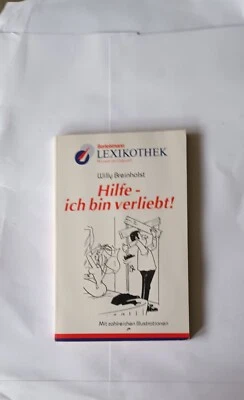 Bertelsmann
LEXIKOTHEK
Willy Breinholst
Hilfe -
ich bin verliebt!
Mit zahlreichen Illustrationen